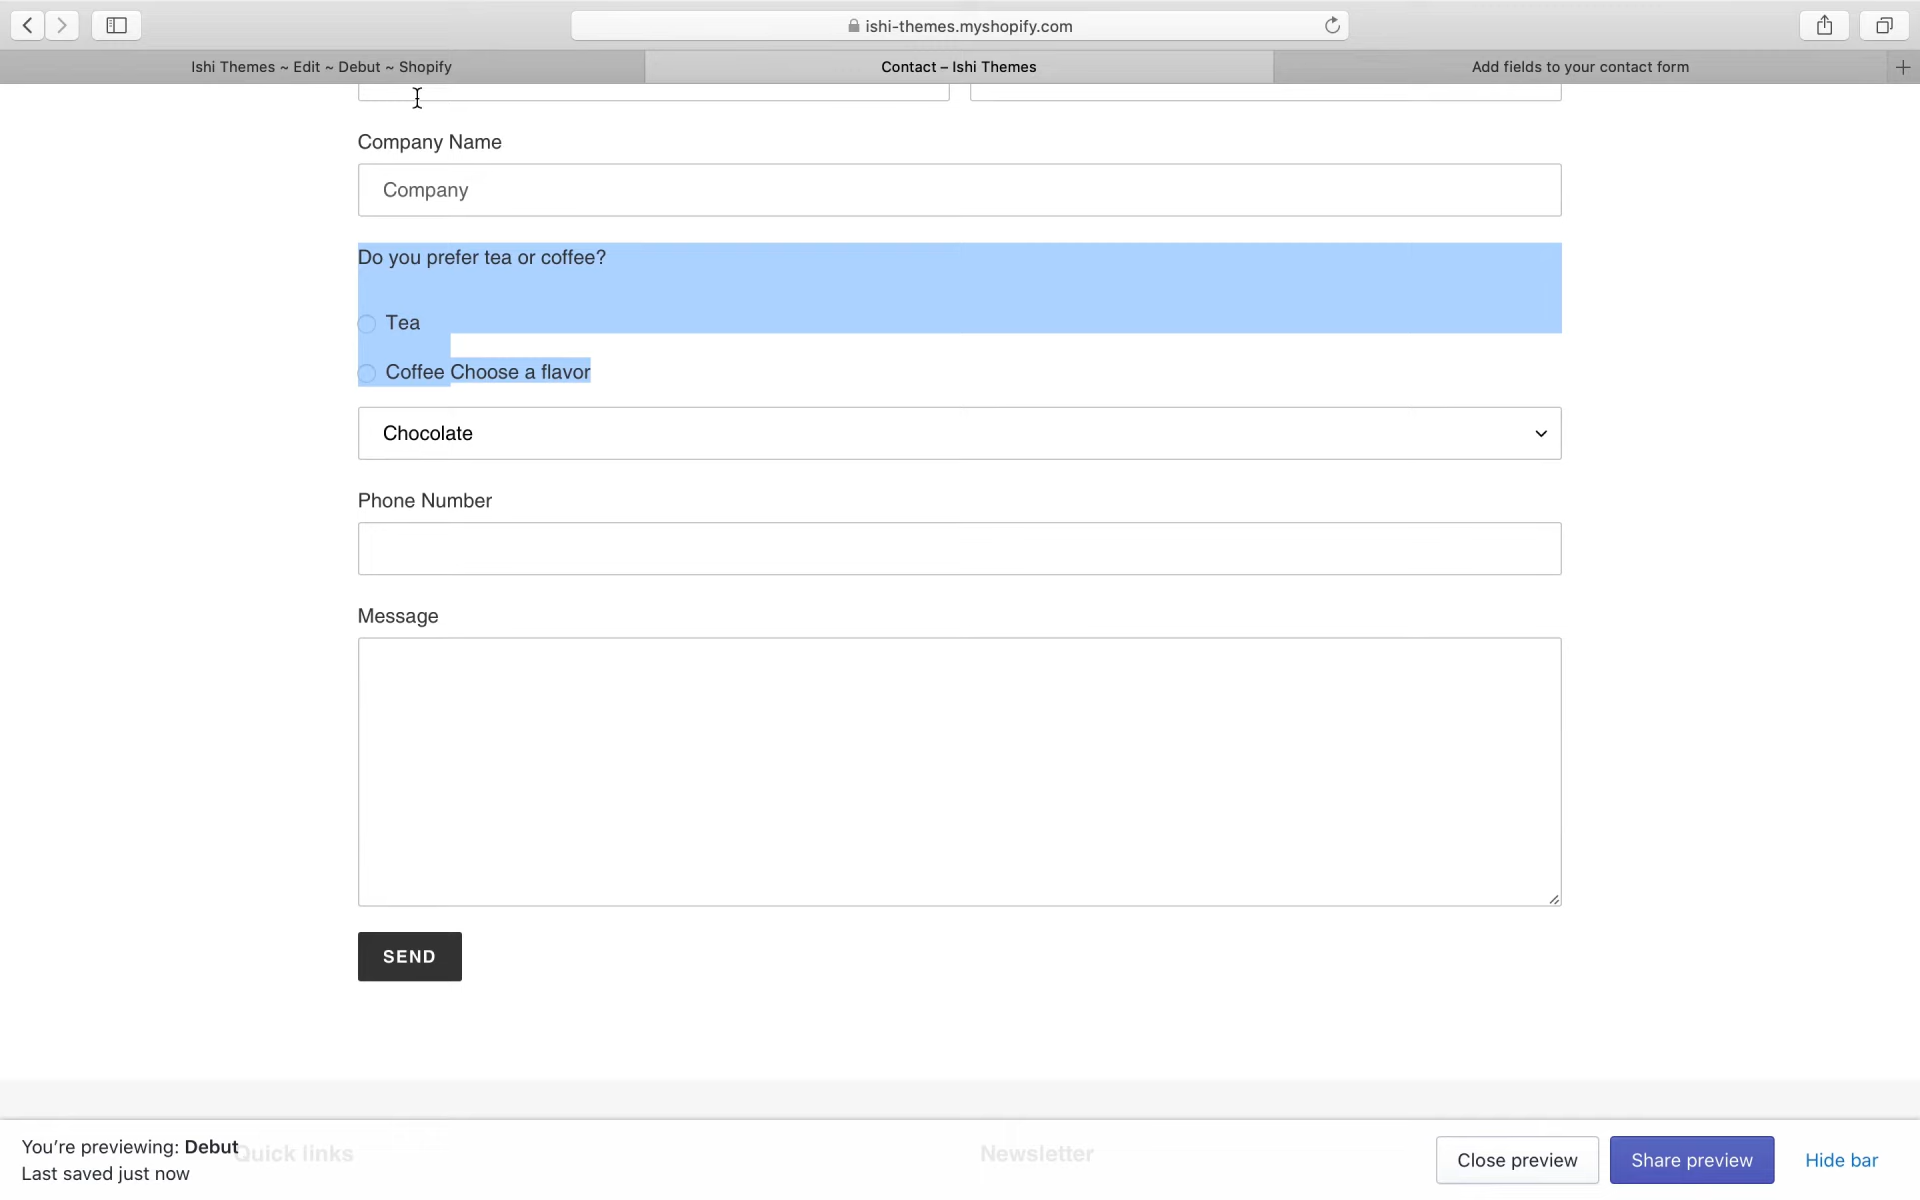 ishi-themes.myshopify.com
Ishi Themes ~ Edit ~ Debut ~ Shopify
Contact – Ishi Themes
Add fields to your contact form
Company Name
Company
Do you prefer tea or coffee?
Tea
Coffee Choose a flavor
Chocolate
Phone Number
Message
SEND
You’re previewing: Debut
Last saved just now
Quick links
Newsletter
Close preview
Share preview
Hide bar